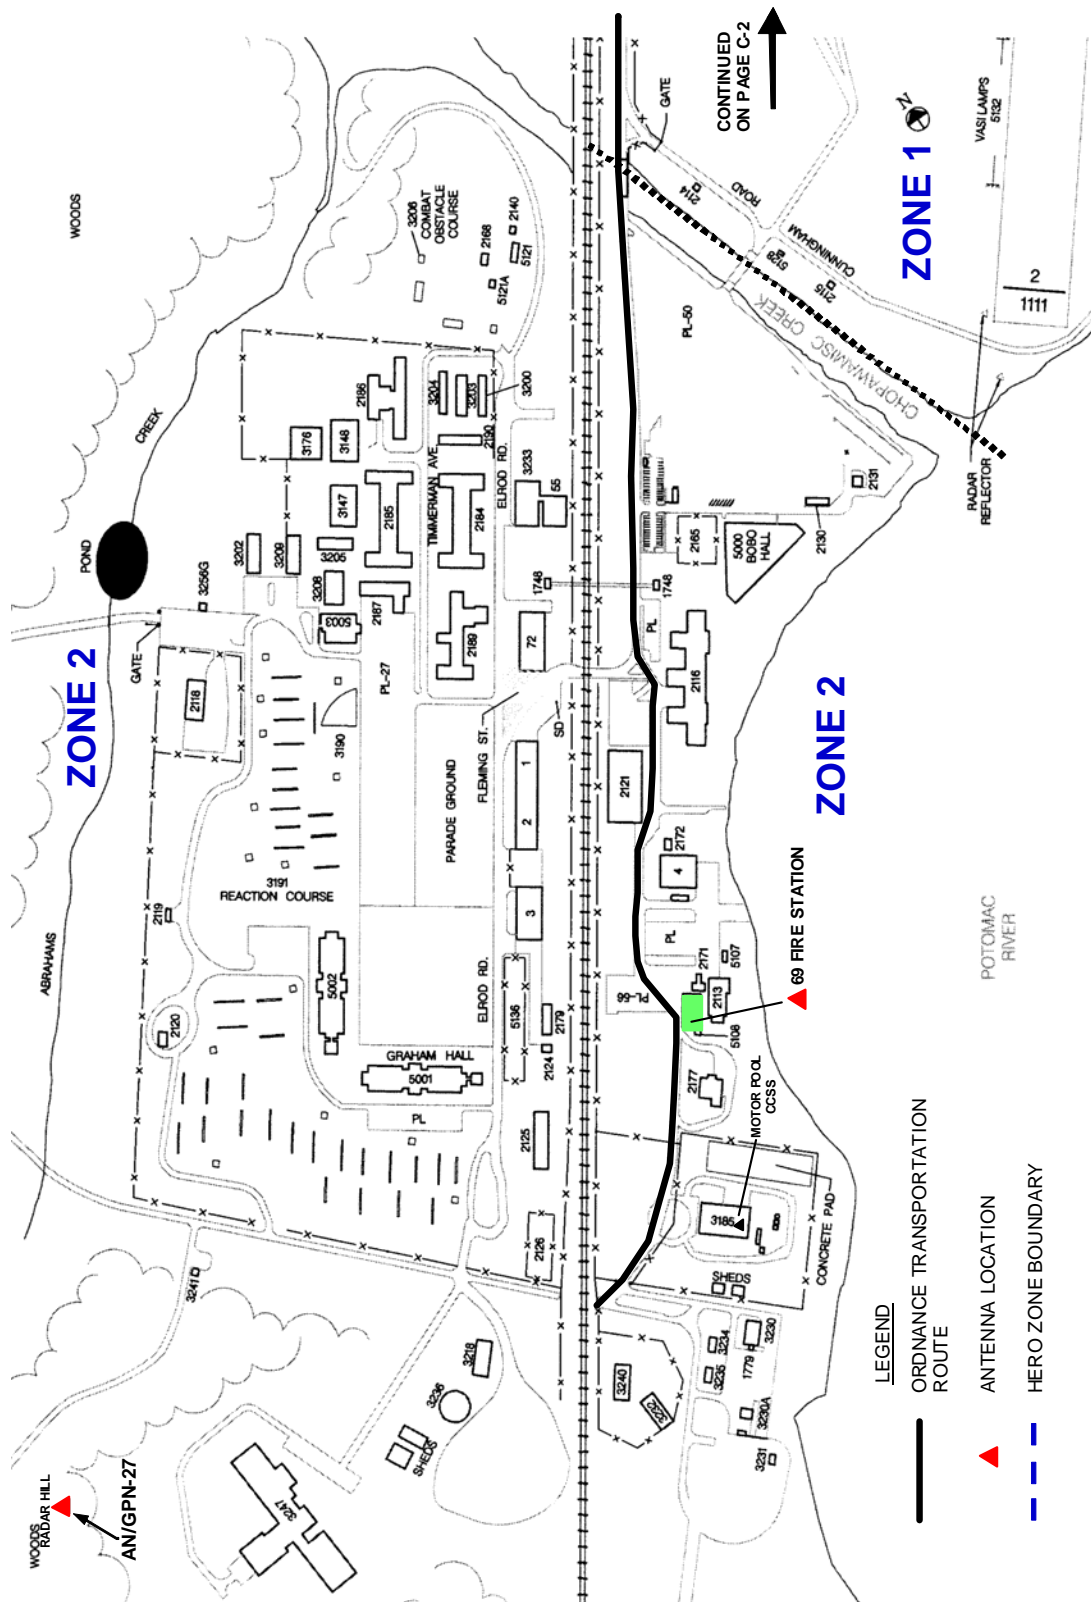 WOODS
CONTINUED
ON PAGE C-2
GATE
N
VASI LAMPS
5132
ZONE 1
ROAD
2114
CUNNINGHAM
5128
2115
2
1111
CHOPAWAMSIC CREEK
PL-50
RADAR
REFLECTOR
3206
COMBAT
OBSTACLE
COURSE
2168
2140
5121
5121A
CREEK
2186
3204
3203
3200
2190
3176
3148
TIMMERMAN AVE
ELROD RD.
3233
55
3147
2185
2184
3202
3209
3205
3208
POND
3256G
5003
2187
2189
1748
1748
72
2165
5000
BOBO
HALL
2130
2131
PL
2116
GATE
ZONE 2
2118
PL-27
3190
FLEMING ST.
SD
PARADE GROUND
1
2
2121
ZONE 2
3191
REACTION COURSE
2119
3
2172
4
PL
69 FIRE STATION
ABRAHAMS
5002
ELROD RD.
5136
2179
2124
PL-66
2171
5107
2113
5108
POTOMAC
RIVER
2120
GRAHAM HALL
5001
PL
2125
2177
MOTOR POOL
CCSS
3185
CONCRETE PAD
2126
SHEDS
3241
3218
3236
SHEDS
3240
3232
3234
3235
3230
1779
3230A
3231
WOODS
RADAR HILL
AN/GPN-27
3247
LEGEND
ORDNANCE TRANSPORTATION
ROUTE
ANTENNA LOCATION
HERO ZONE BOUNDARY